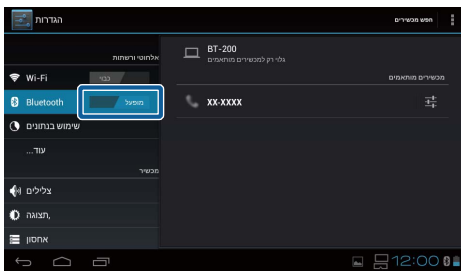 הגדרות
חפש מכשירים
אלחוטי ורשתות
Wi-Fi
כבוי
Bluetooth
מופעל
שימוש בנתונים
עוד...
מכשיר
צלילים
תצוגה,
אחסון
BT-200
גלוי רק למכשירים מותאמים
מכשירים מותאמים
XX-XXXX
12:00